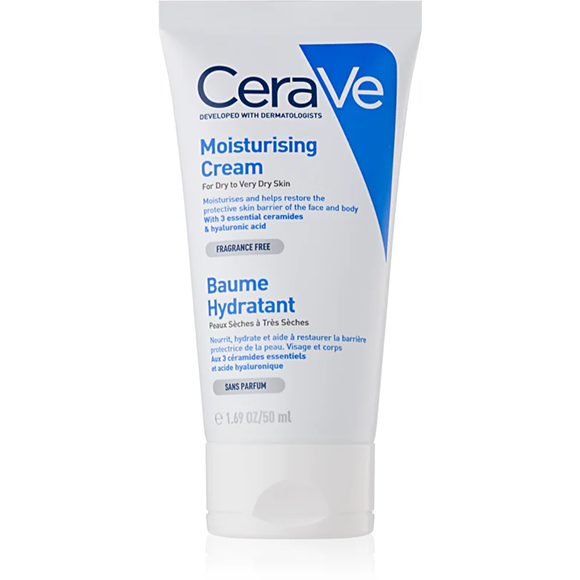 CeraVe
DEVELOPED WITH DERMATOLOGISTS
Moisturising
Cream
For Dry to Very Dry Skin
Moisturises and helps restore the
protective skin barrier of the face and body
With 3 essential ceramides
& hyaluronic acid
FRAGRANCE FREE
Baume
Hydratant
Peaux Sèches à Très Sèches
Nourrit, hydrate et aide à restaurer la barrière
protectrice de la peau. Visage et corps
Aux 3 céramides essentiels
et acide hyaluronique
SANS PARFUM
℮ 1.69 OZ/50 ml